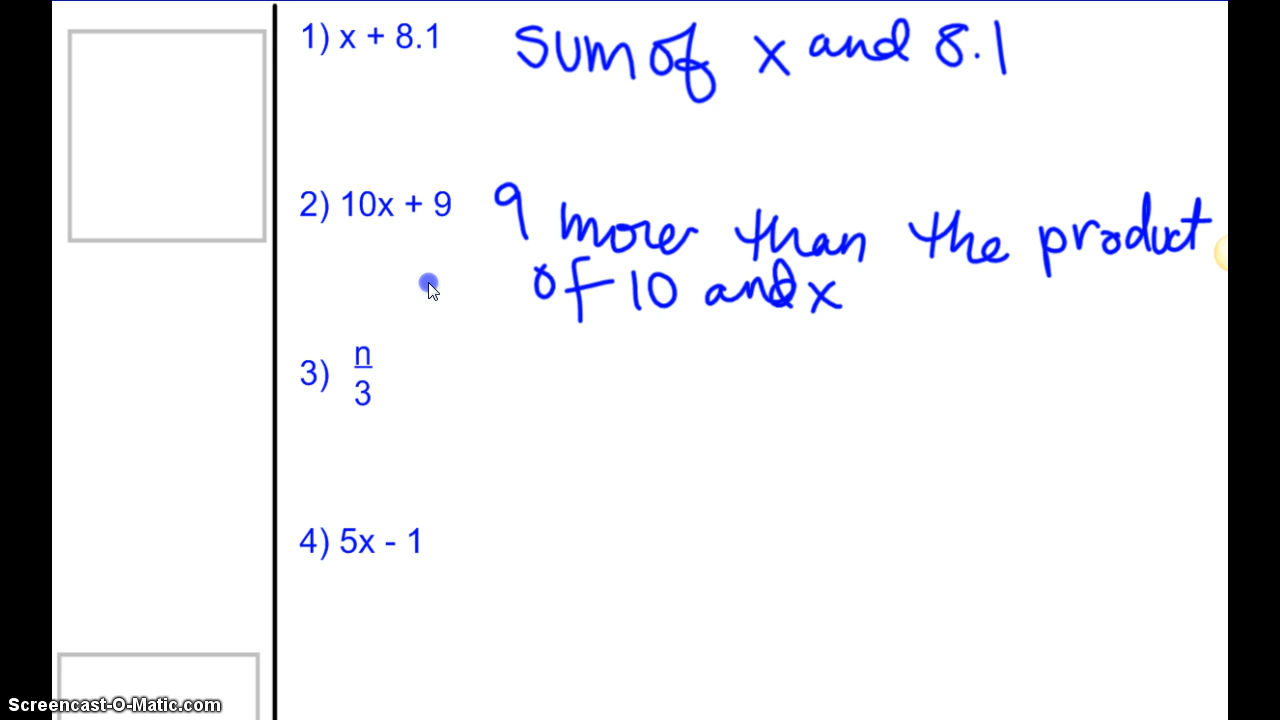 1) x + 8.1 sum of x and 8.1
2) 10x + 9 9 more than the product
of 10 and x
3) n
3
4) 5x - 1
Screencast-O-Matic.com